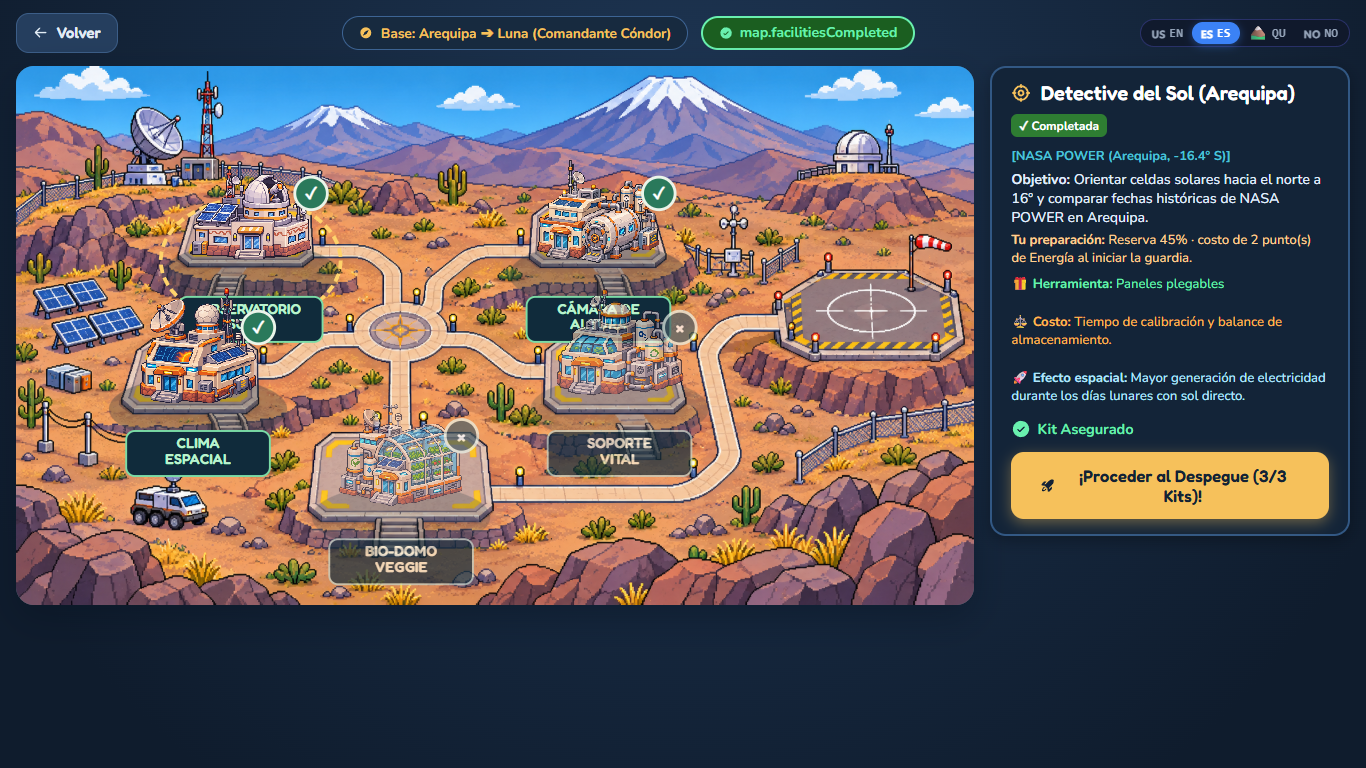 Volver
Base: Arequipa ➔ Luna (Comandante Cóndor)
map.facilitiesCompleted
US EN
ES ES
QU
NO NO
CLIMA
ESPACIAL
SOPORTE
VITAL
BIO-DOMO
VEGGIE
Detective del Sol (Arequipa)
✓ Completada
[NASA POWER (Arequipa, -16.4° S)]
Objetivo: Orientar celdas solares hacia el norte a
16° y comparar fechas históricas de NASA
POWER en Arequipa.
Tu preparación: Reserva 45% · costo de 2 punto(s)
de Energía al iniciar la guardia.
Herramienta: Paneles plegables
Costo: Tiempo de calibración y balance de
almacenamiento.
Efecto espacial: Mayor generación de electricidad
durante los días lunares con sol directo.
Kit Asegurado
¡Proceder al Despegue (3/3
Kits)!